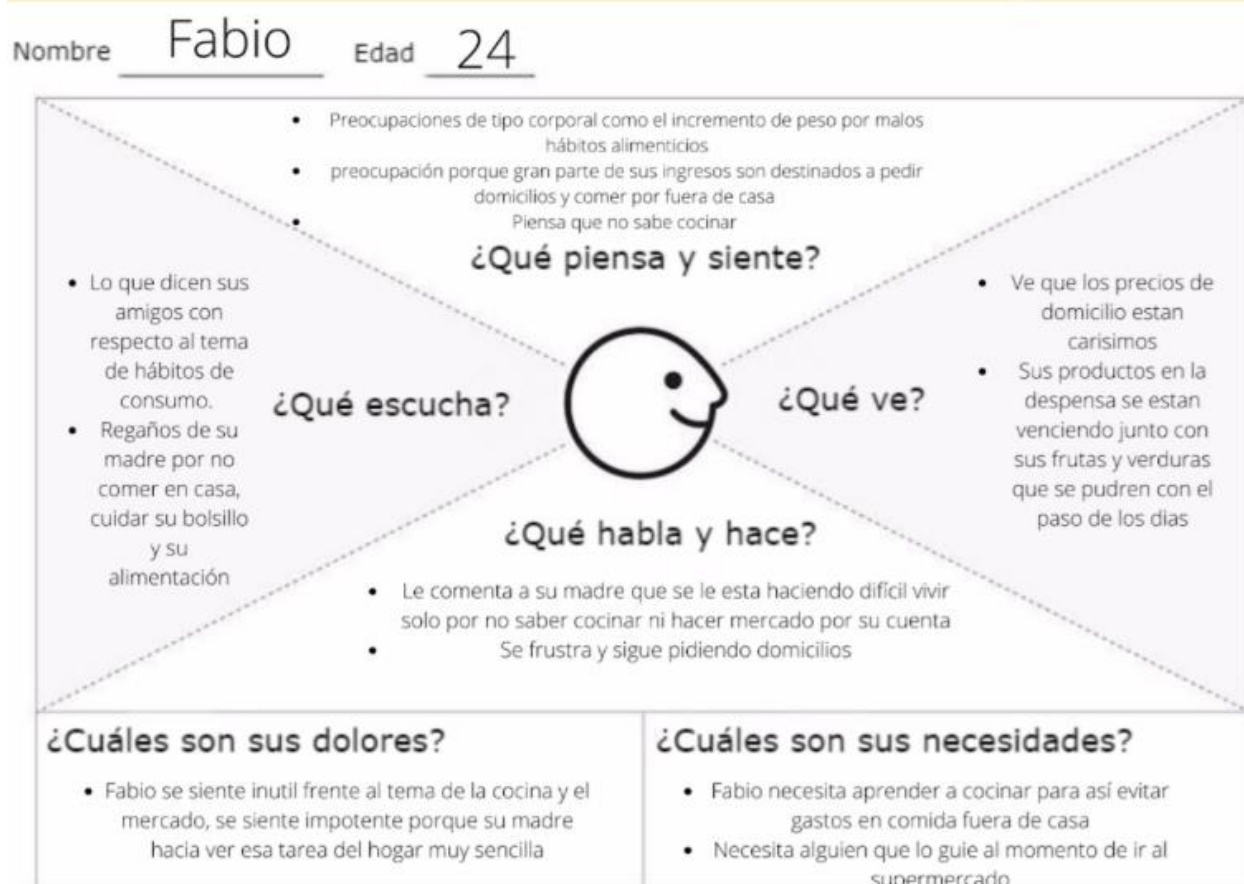 Nombre Fabio Edad 24
• Preocupaciones de tipo corporal como el incremento de peso por malos
hábitos alimenticios
• preocupación porque gran parte de sus ingresos son destinados a pedir
domicilios y comer por fuera de casa
• Piensa que no sabe cocinar
¿Qué piensa y siente?
• Lo que dicen sus
amigos con
respecto al tema
de hábitos de
consumo.
• Regaños de su
madre por no
comer en casa,
cuidar su bolsillo
y su
alimentación
¿Qué escucha?
¿Qué ve?
• Ve que los precios de
domicilio estan
carisimos
• Sus productos en la
despensa se estan
venciendo junto con
sus frutas y verduras
que se pudren con el
paso de los dias
¿Qué habla y hace?
• Le comenta a su madre que se le esta haciendo difícil vivir
solo por no saber cocinar ni hacer mercado por su cuenta
• Se frustra y sigue pidiendo domicilios
¿Cuáles son sus dolores?
• Fabio se siente inutil frente al tema de la cocina y el
mercado, se siente impotente porque su madre
hacia ver esa tarea del hogar muy sencilla
¿Cuáles son sus necesidades?
• Fabio necesita aprender a cocinar para así evitar
gastos en comida fuera de casa
• Necesita alguien que lo guie al momento de ir al
supermercado